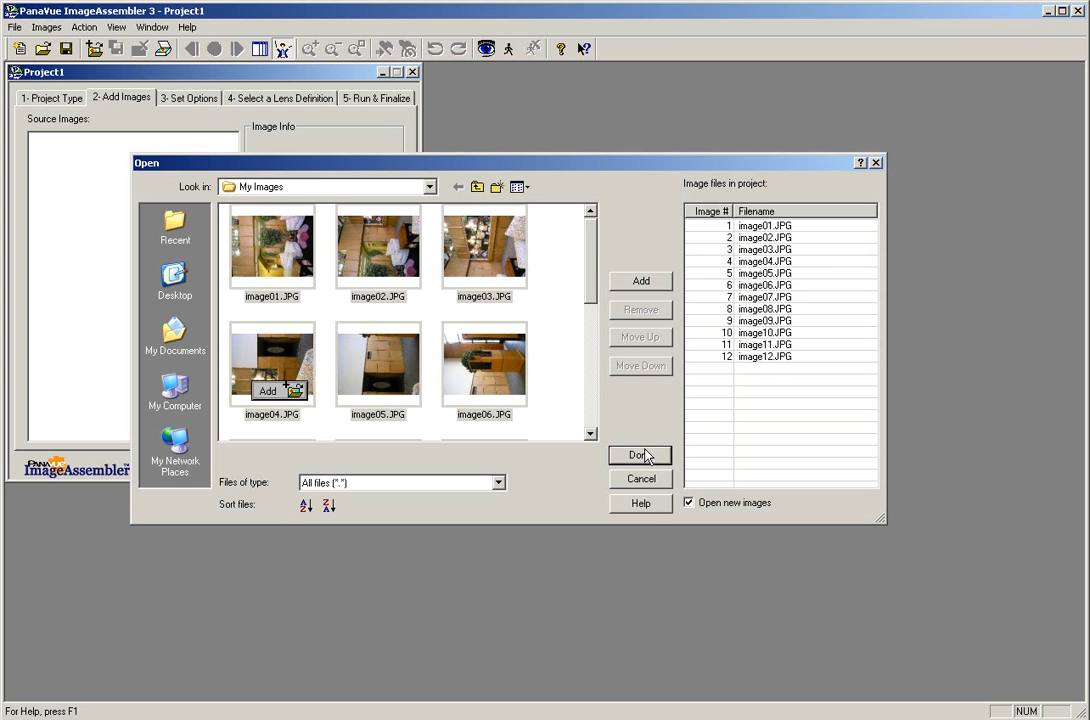 PanaVue ImageAssembler 3 - Project1
File Images Action View Window Help
Project1
1- Project Type 2- Add Images 3- Set Options 4- Select a Lens Definition 5- Run & Finalize
Source Images:
Image Info
Open
Look in: My Images
Image files in project:
Recent
Desktop
My Documents
My Computer
My Network
Places
image01.JPG image02.JPG image03.JPG
Add
image04.JPG image05.JPG image06.JPG
Files of type: All files (*.*)
Sort files:
Add
Remove
Move Up
Move Down
Cancel
Help
Image # Filename
1 image01.JPG
2 image02.JPG
3 image03.JPG
4 image04.JPG
5 image05.JPG
6 image06.JPG
7 image07.JPG
8 image08.JPG
9 image09.JPG
10 image10.JPG
11 image11.JPG
12 image12.JPG
Open new images
PANAVUE
ImageAssembler
For Help, press F1
NUM